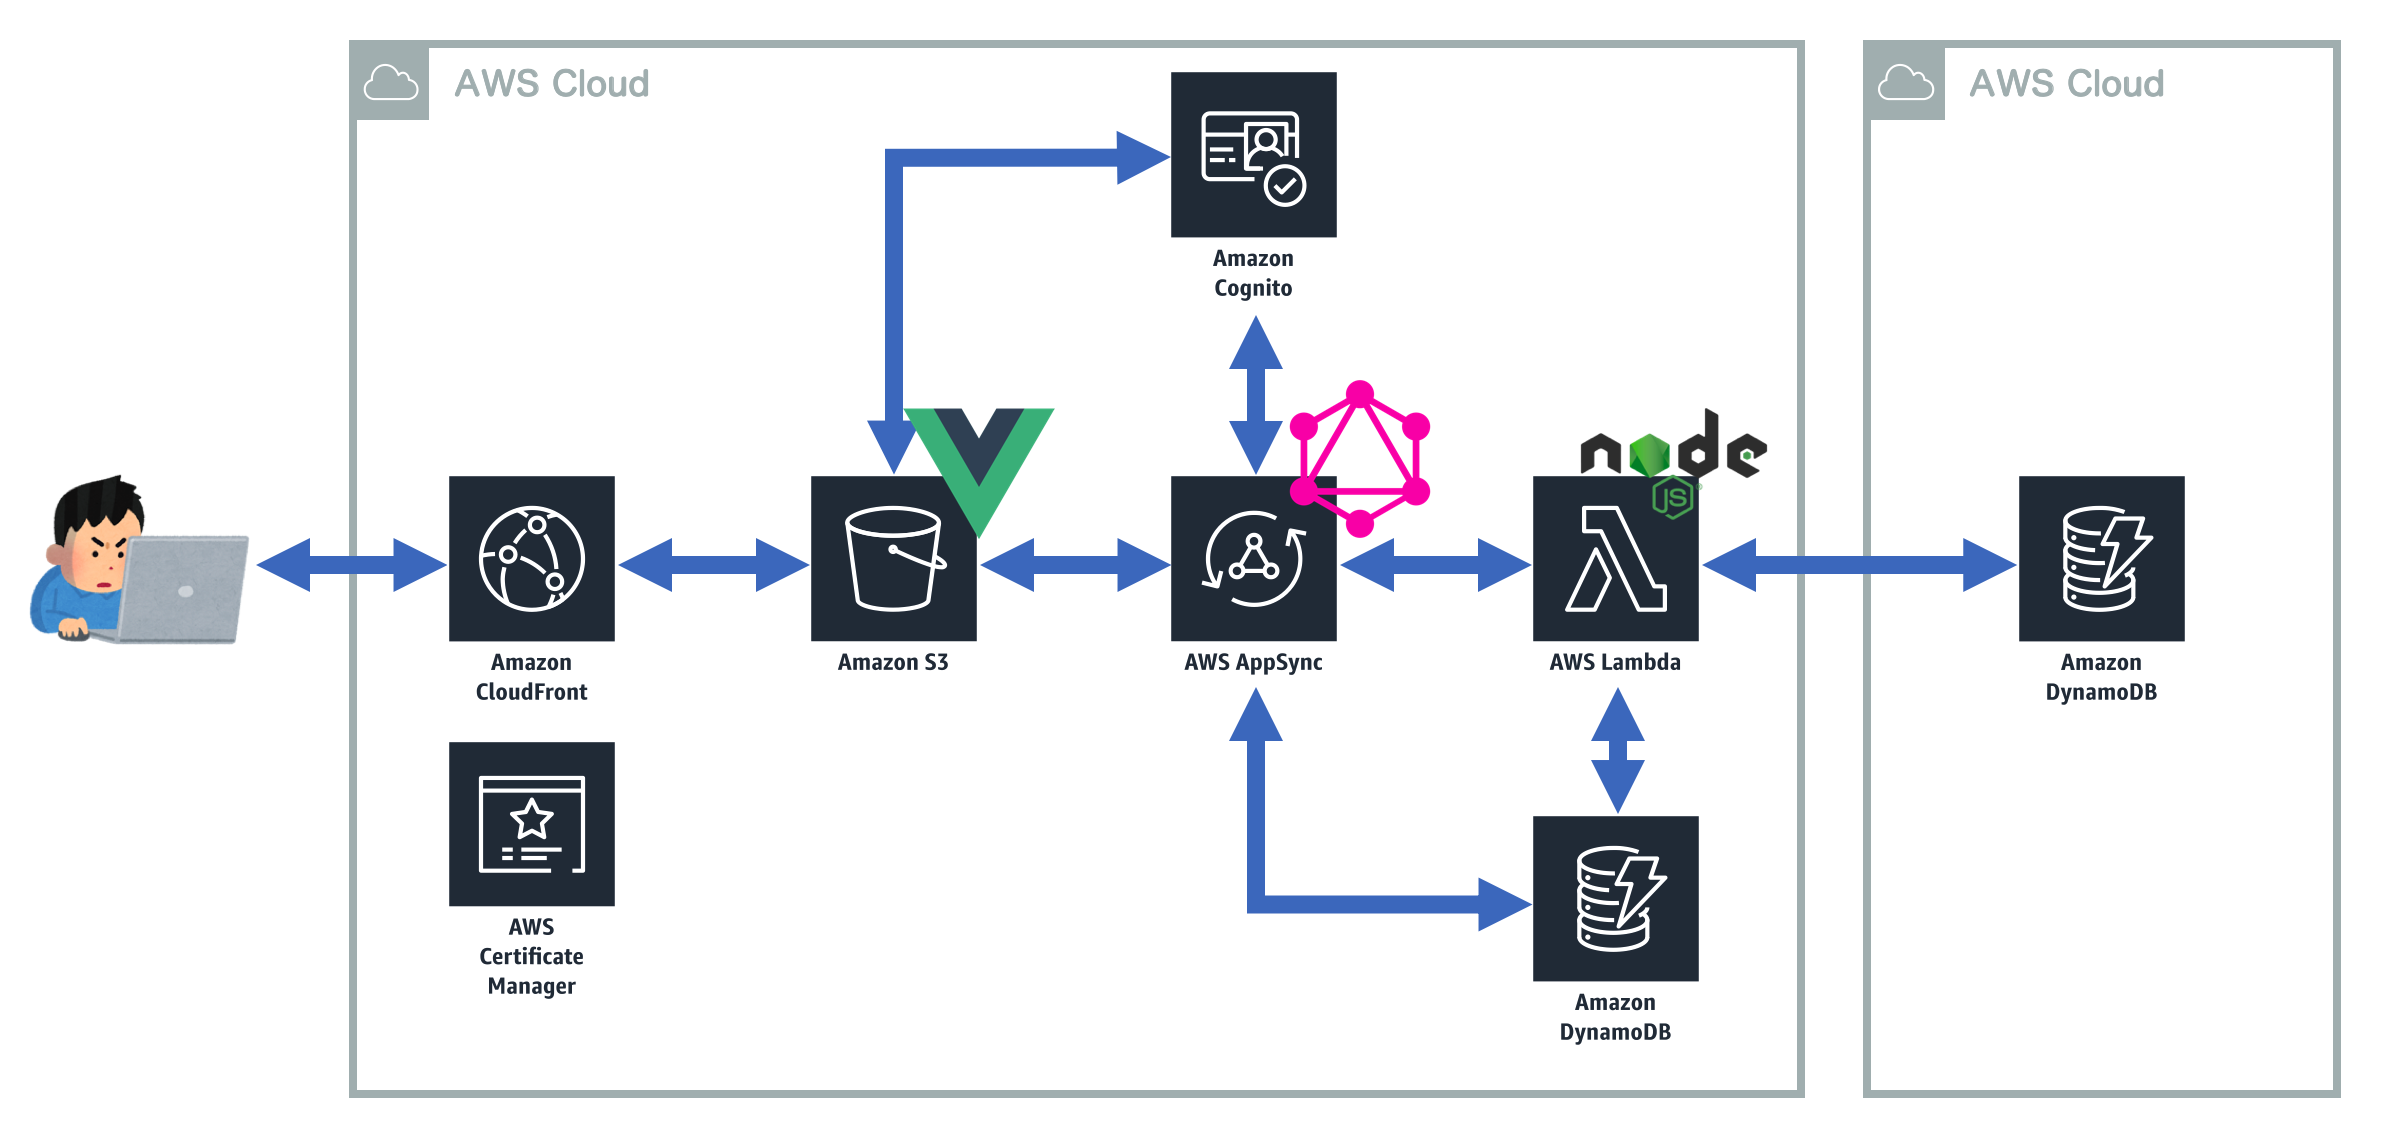 AWS Cloud
AWS Cloud
Amazon
Cognito
node
JS
Amazon
CloudFront
Amazon S3
AWS AppSync
AWS Lambda
Amazon
DynamoDB
AWS
Certificate
Manager
Amazon
DynamoDB